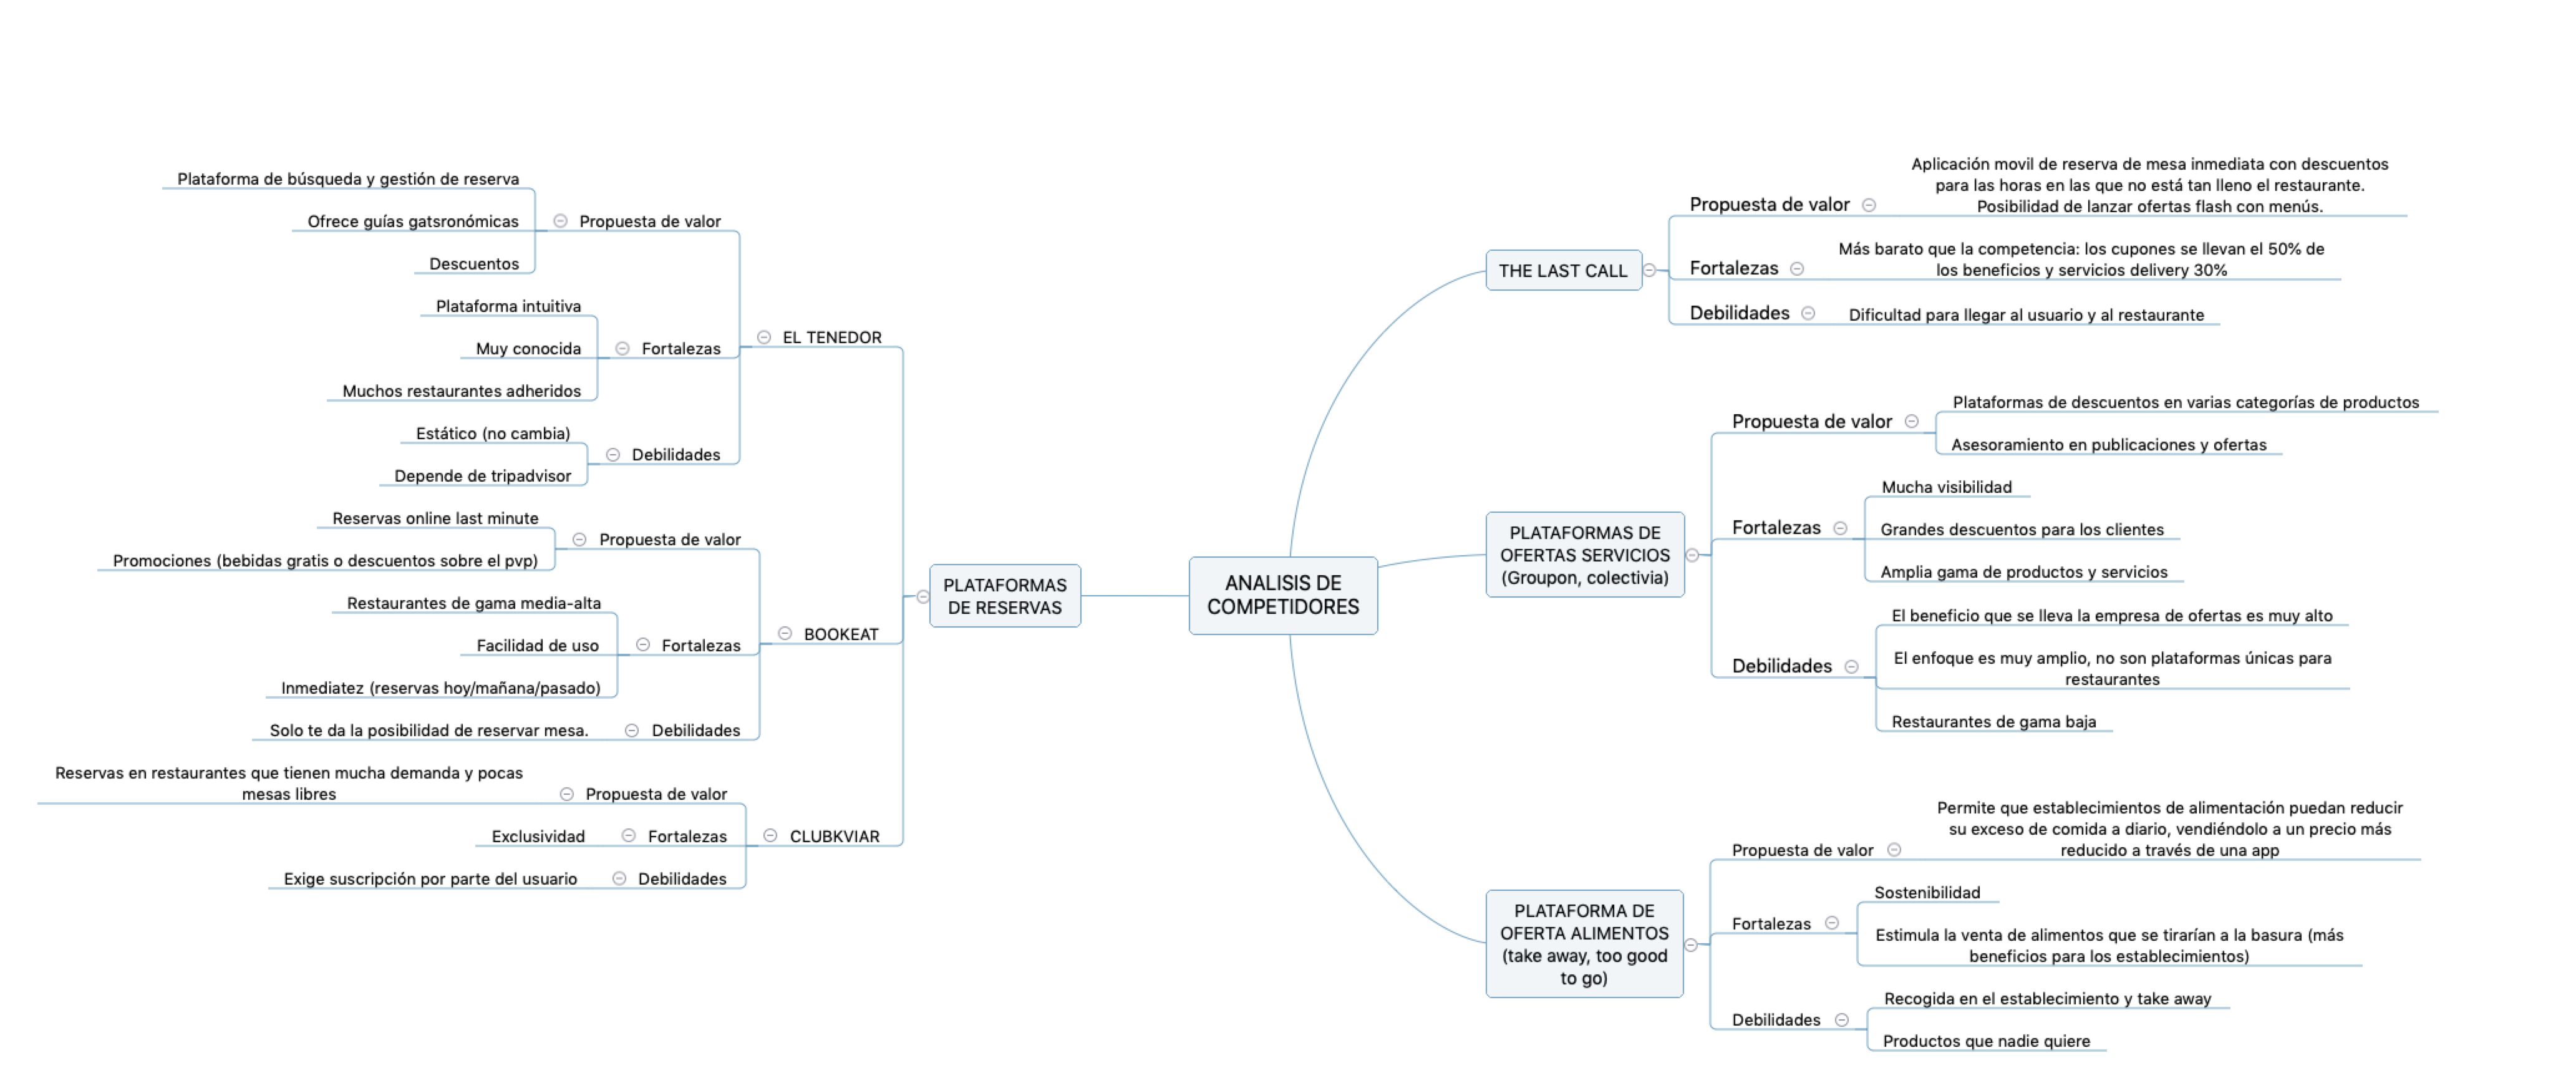 ANALISIS DE
COMPETIDORES
PLATAFORMAS
DE RESERVAS
EL TENEDOR
Propuesta de valor
Plataforma de búsqueda y gestión de reserva
Ofrece guías gatsronómicas
Descuentos
Fortalezas
Plataforma intuitiva
Muy conocida
Muchos restaurantes adheridos
Debilidades
Estático (no cambia)
Depende de tripadvisor
BOOKEAT
Propuesta de valor
Reservas online last minute
Promociones (bebidas gratis o descuentos sobre el pvp)
Fortalezas
Restaurantes de gama media-alta
Facilidad de uso
Inmediatez (reservas hoy/mañana/pasado)
Debilidades
Solo te da la posibilidad de reservar mesa.
CLUBKVIAR
Propuesta de valor
Reservas en restaurantes que tienen mucha demanda y pocas
mesas libres
Fortalezas
Exclusividad
Debilidades
Exige suscripción por parte del usuario
THE LAST CALL
Propuesta de valor
Aplicación movil de reserva de mesa inmediata con descuentos
para las horas en las que no está tan lleno el restaurante.
Posibilidad de lanzar ofertas flash con menús.
Fortalezas
Más barato que la competencia: los cupones se llevan el 50% de
los beneficios y servicios delivery 30%
Debilidades
Dificultad para llegar al usuario y al restaurante
PLATAFORMAS DE
OFERTAS SERVICIOS
(Groupon, colectivia)
Propuesta de valor
Plataformas de descuentos en varias categorías de productos
Asesoramiento en publicaciones y ofertas
Fortalezas
Mucha visibilidad
Grandes descuentos para los clientes
Amplia gama de productos y servicios
Debilidades
El beneficio que se lleva la empresa de ofertas es muy alto
El enfoque es muy amplio, no son plataformas únicas para
restaurantes
Restaurantes de gama baja
PLATAFORMA DE
OFERTA ALIMENTOS
(take away, too good
to go)
Propuesta de valor
Permite que establecimientos de alimentación puedan reducir
su exceso de comida a diario, vendiéndolo a un precio más
reducido a través de una app
Fortalezas
Sostenibilidad
Estimula la venta de alimentos que se tirarían a la basura (más
beneficios para los establecimientos)
Debilidades
Recogida en el establecimiento y take away
Productos que nadie quiere